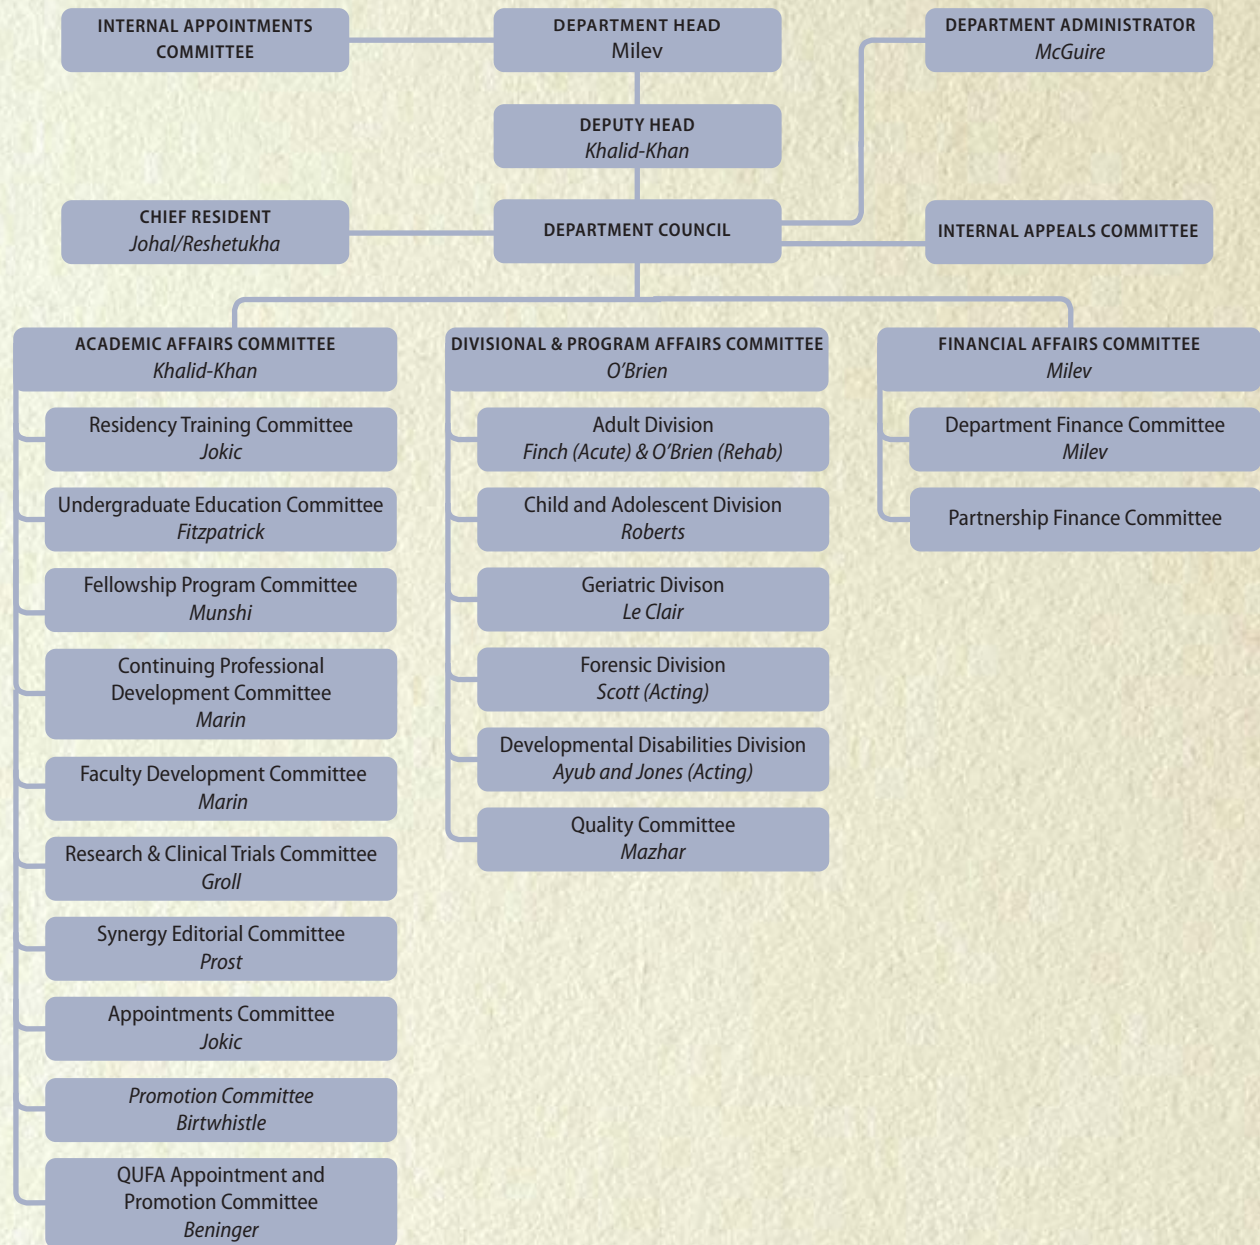 INTERNAL APPOINTMENTS
COMMITTEE
DEPARTMENT HEAD
Milev
DEPARTMENT ADMINISTRATOR
McGuire
DEPUTY HEAD
Khalid-Khan
CHIEF RESIDENT
Johal/Reshetukha
DEPARTMENT COUNCIL
INTERNAL APPEALS COMMITTEE
ACADEMIC AFFAIRS COMMITTEE
Khalid-Khan
Residency Training Committee
Jokic
Undergraduate Education Committee
Fitzpatrick
Fellowship Program Committee
Munshi
Continuing Professional
Development Committee
Marin
Faculty Development Committee
Marin
Research & Clinical Trials Committee
Groll
Synergy Editorial Committee
Prost
Appointments Committee
Jokic
Promotion Committee
Birtwhistle
QUFA Appointment and
Promotion Committee
Beninger
DIVISIONAL & PROGRAM AFFAIRS COMMITTEE
O'Brien
Adult Division
Finch (Acute) & O'Brien (Rehab)
Child and Adolescent Division
Roberts
Geriatric Divison
Le Clair
Forensic Division
Scott (Acting)
Developmental Disabilities Division
Ayub and Jones (Acting)
Quality Committee
Mazhar
FINANCIAL AFFAIRS COMMITTEE
Milev
Department Finance Committee
Milev
Partnership Finance Committee